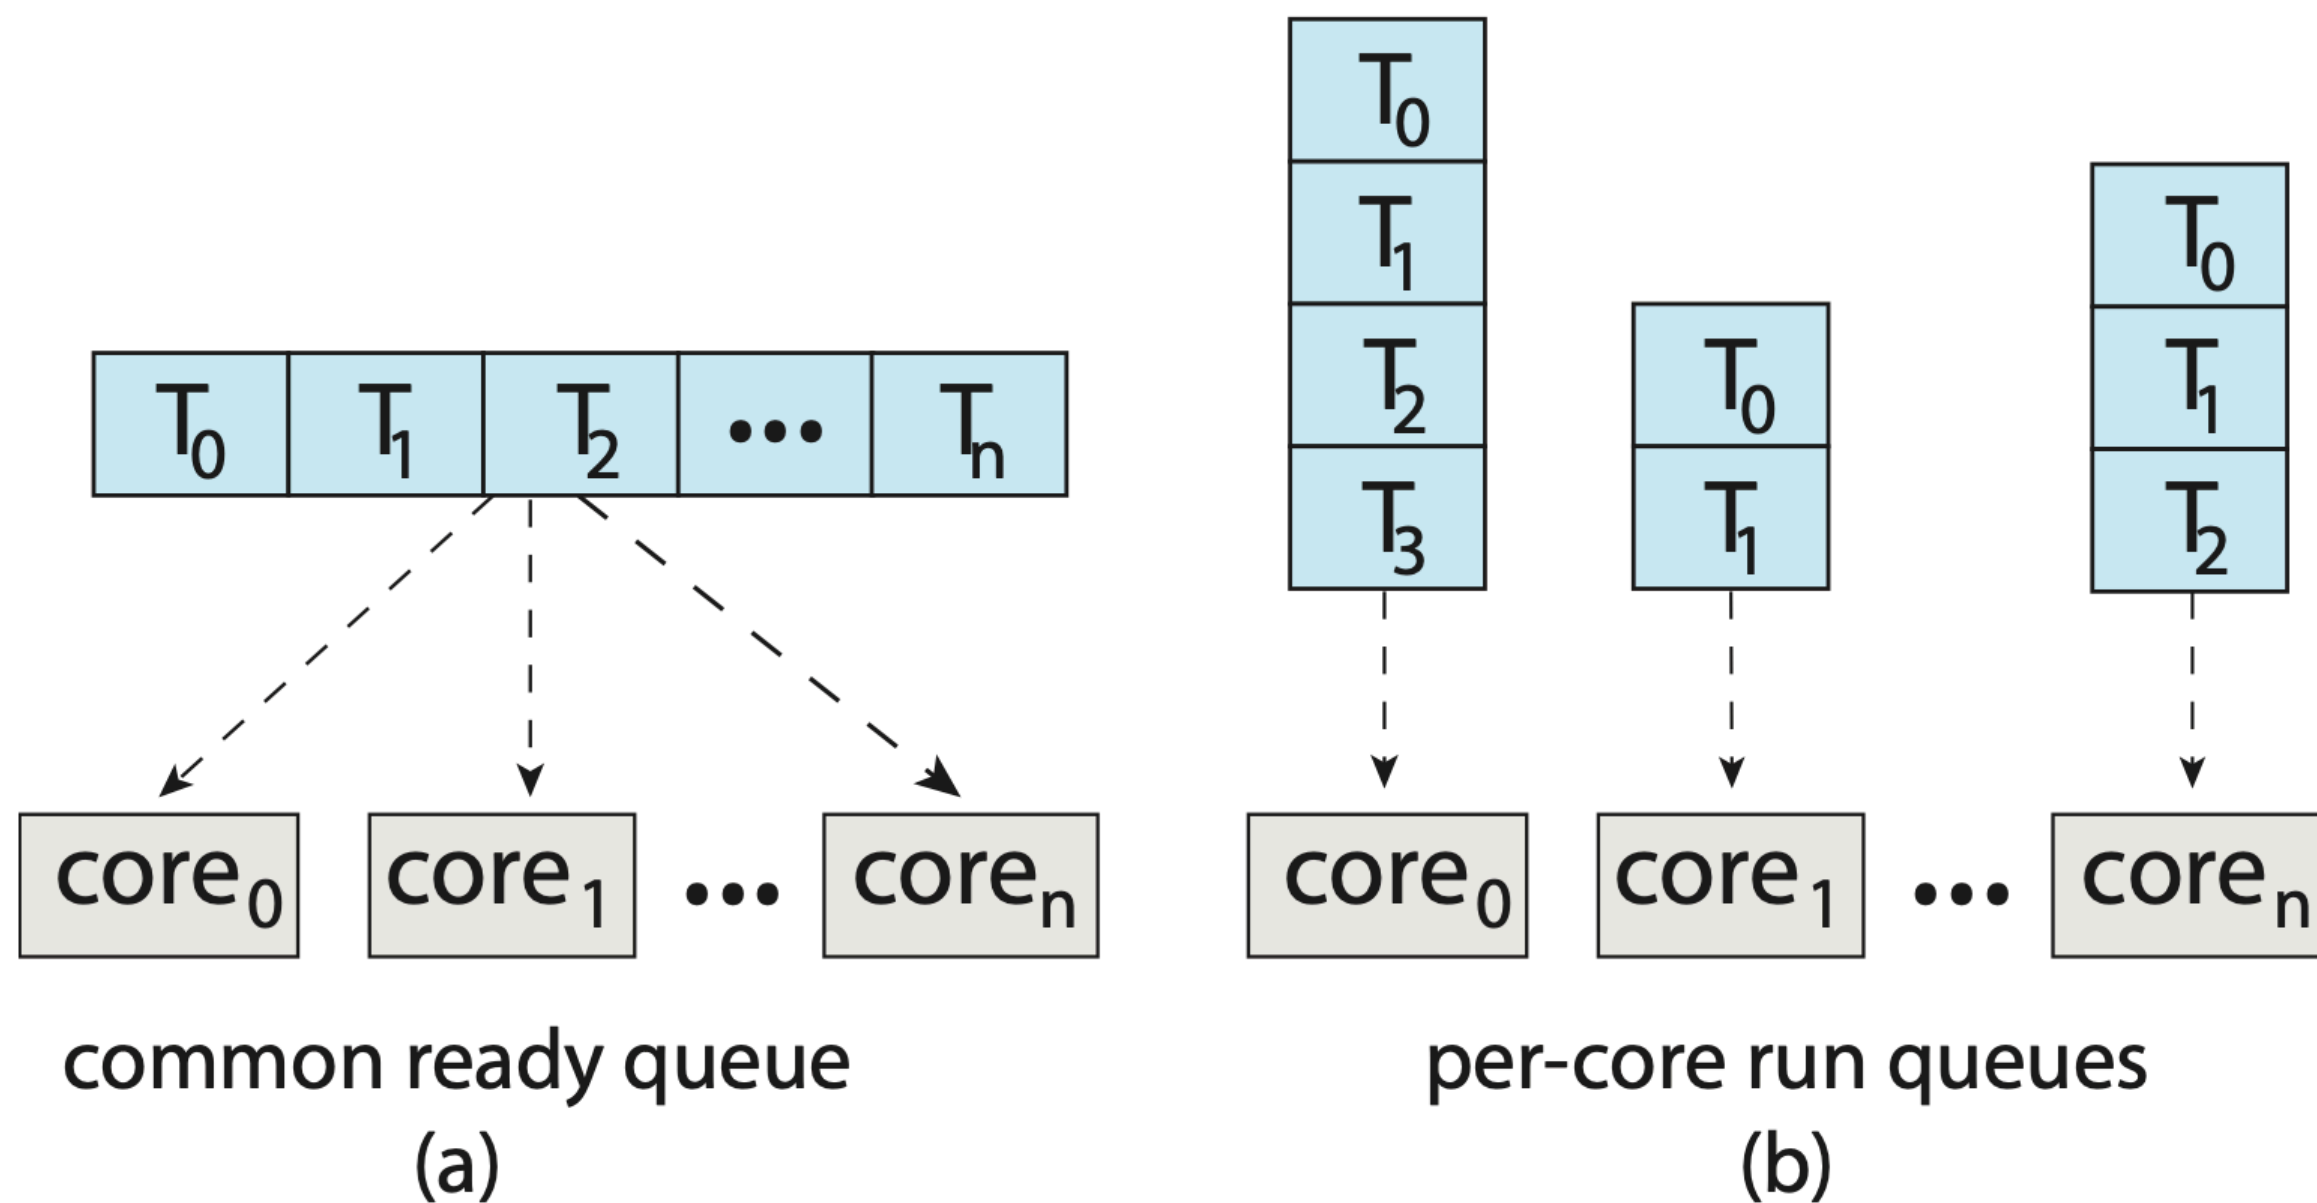 T0 T1 T2 ... Tn
core0 core1 ... coren
common ready queue
(a)
T0
T1
T2
T3
T0
T1
T0
T1
T2
core0 core1 ... coren
per-core run queues
(b)